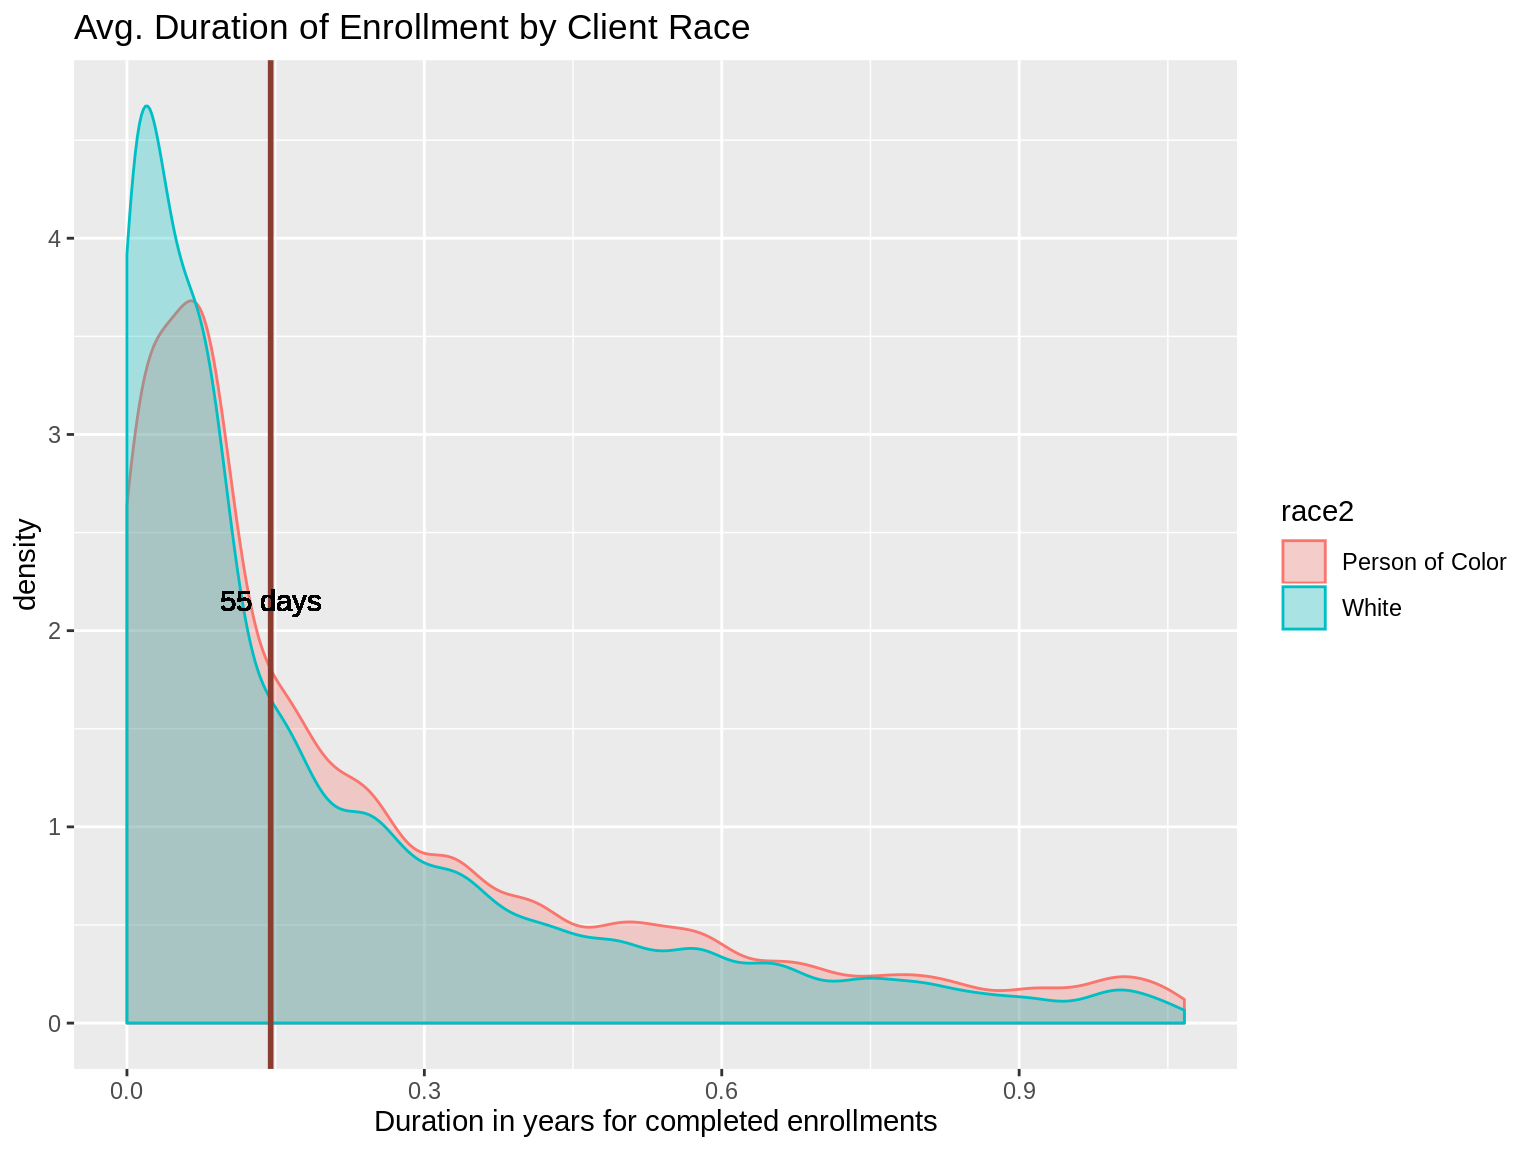 Avg. Duration of Enrollment by Client Race
density
4
3
2
1
0
55 days
0.0
0.3
0.6
0.9
Duration in years for completed enrollments
race2
Person of Color
White